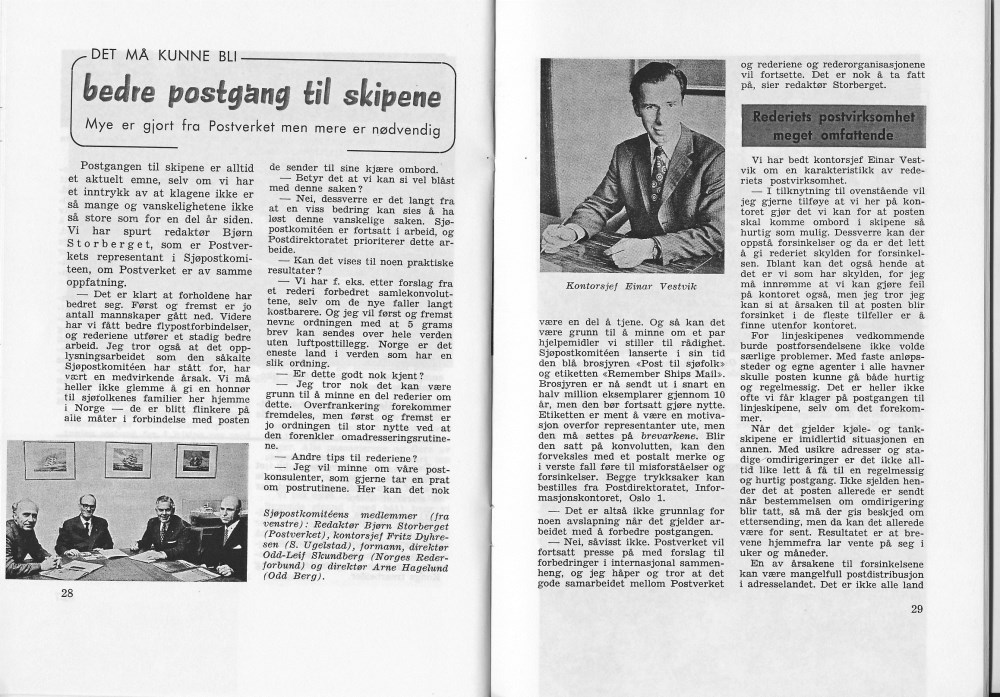 DET MÅ KUNNE BLI
bedre postgang til skipene
Mye er gjort fra Postverket men mere er nødvendig
Postgangen til skipene er alltid
et aktuelt emne, selv om vi har
et inntrykk av at klagene ikke er
så mange og vanskelighetene ikke
så store som for en del år siden.
Vi har spurt redaktør Bjørn
Storberget, som er Postver-
kets representant i Sjøpostkomi-
teen, om Postverket er av samme
oppfatning.
— Det er klart at forholdene har
bedret seg. Først og fremst er jo
antall mannskaper gått ned. Videre
har vi fått bedre flypostforbindelser,
og rederiene utfører et stadig bedre
arbeid. Jeg tror også at det opp-
lysningsarbeidet som den såkalte
Sjøpostkomitéen har stått for, har
vært en medvirkende årsak. Vi må
heller ikke glemme å gi en honnør
til sjøfolkenes familier her hjemme
i Norge — de er blitt flinkere på
alle måter i forbindelse med posten
de sender til sine kjære ombord.
— Betyr det at vi kan si vel blåst
med denne saken?
— Nei, dessverre er det langt fra
at en viss bedring kan sies å ha
løst denne vanskelige saken. Sjø-
postkomitéen er fortsatt i arbeid, og
Postdirektoratet prioriterer dette ar-
beide.
— Kan det vises til noen praktiske
resultater?
— Vi har f. eks. etter forslag fra
et rederi forbedret samlekonvolut-
tene, selv om de nye faller langt
kostbarere. Og jeg vil først og fremst
nevne ordningen med at 5 grams
brev kan sendes over hele verden
uten luftposttillegg. Norge er det
eneste land i verden som har en
slik ordning.
— Er dette godt nok kjent?
— Jeg tror nok det kan være
grunn til å minne en del rederier om
dette. Overfrankering forekommer
fremdeles, men først og fremst er
jo ordningen til stor nytte ved at
den forenkler omadresseringsrutine-
ne.
— Andre tips til rederiene?
— Jeg vil minne om våre post-
konsulenter, som gjerne tar en prat
om postrutinene. Her kan det nok
Sjøpostkomitéens medlemmer (fra
venstre): Redaktør Bjørn Storberget
(Postverket), kontorsjef Fritz Dyhre-
sen (S. Ugelstad), formann, direktør
Odd-Leif Skundberg (Norges Reder-
forbund) og direktør Arne Hagelund
(Odd Berg).
28
Kontorsjef Einar Vestvik
være en del å tjene. Og så kan det
være grunn til å minne om et par
hjelpemidler vi stiller til rådighet.
Sjøpostkomitéen lanserte i sin tid
den blå brosjyren «Post til sjøfolk»
og etiketten «Remember Ships Mail».
Brosjyren er nå sendt ut i snart en
halv million eksemplarer gjennom 10
år, men den bør fortsatt gjøre nytte.
Etiketten er ment å være en motiva-
sjon overfor representanter ute, men
den må settes på brevarkene. Blir
den satt på konvolutten, kan den
forveksles med et postalt merke og
i verste fall føre til misforståelser og
forsinkelser. Begge trykksaker kan
bestilles fra Postdirektoratet, Infor-
masjonskontoret, Oslo 1.
— Det er altså ikke grunnlag for
noen avslapning når det gjelder ar-
beidet med å forbedre postgangen.
— Nei, såvisst ikke. Postverket vil
fortsatt presse på med forslag til
forbedringer i internasjonal sammen-
heng, og jeg håper og tror at det
gode samarbeidet mellom Postverket
og rederiene og rederorganisasjonene
vil fortsette. Det er nok å ta fatt
på, sier redaktør Storberget.
Rederiets postvirksomhet
meget omfattende
Vi har bedt kontorsjef Einar Vest-
vik om en karakteristikk av rede-
riets postvirksomhet.
— I tilknytning til ovenstående vil
jeg gjerne tilføye at vi her på kon-
toret gjør det vi kan for at posten
skal komme ombord i skipene så
hurtig som mulig. Dessverre kan der
oppstå forsinkelser og da er det lett
å gi rederiet skylden for forsinkel-
sen. Iblant kan det også hende at
det er vi som har skylden, for jeg
må innrømme at vi kan gjøre feil
på kontoret også, men jeg tror jeg
kan si at årsaken til at posten blir
forsinket i de fleste tilfeller er å
finne utenfor kontoret.
For linjeskipenes vedkommende
burde postforsendelsene ikke volde
særlige problemer. Med faste anløps-
steder og egne agenter i alle havner
skulle posten kunne gå både hurtig
og regelmessig. Det er heller ikke
ofte vi får klager på postgangen til
linjeskipene, selv om det forekom-
mer.
Når det gjelder kjøle- og tank-
skipene er imidlertid situasjonen en
annen. Med usikre adresser og sta-
dige omdirigeringer er det ikke all-
tid like lett å få til en regelmessig
og hurtig postgang. Ikke sjelden hen-
der det at posten allerede er sendt
når bestemmelsen om omdirigering
blir tatt, så må der gis beskjed om
ettersending, men da kan det allerede
være for sent. Resultatet er at bre-
vene hjemmefra lar vente på seg i
uker og måneder.
En av årsakene til forsinkelsene
kan være mangelfull postdistribusjon
i adresselandet. Det er ikke alle land
29